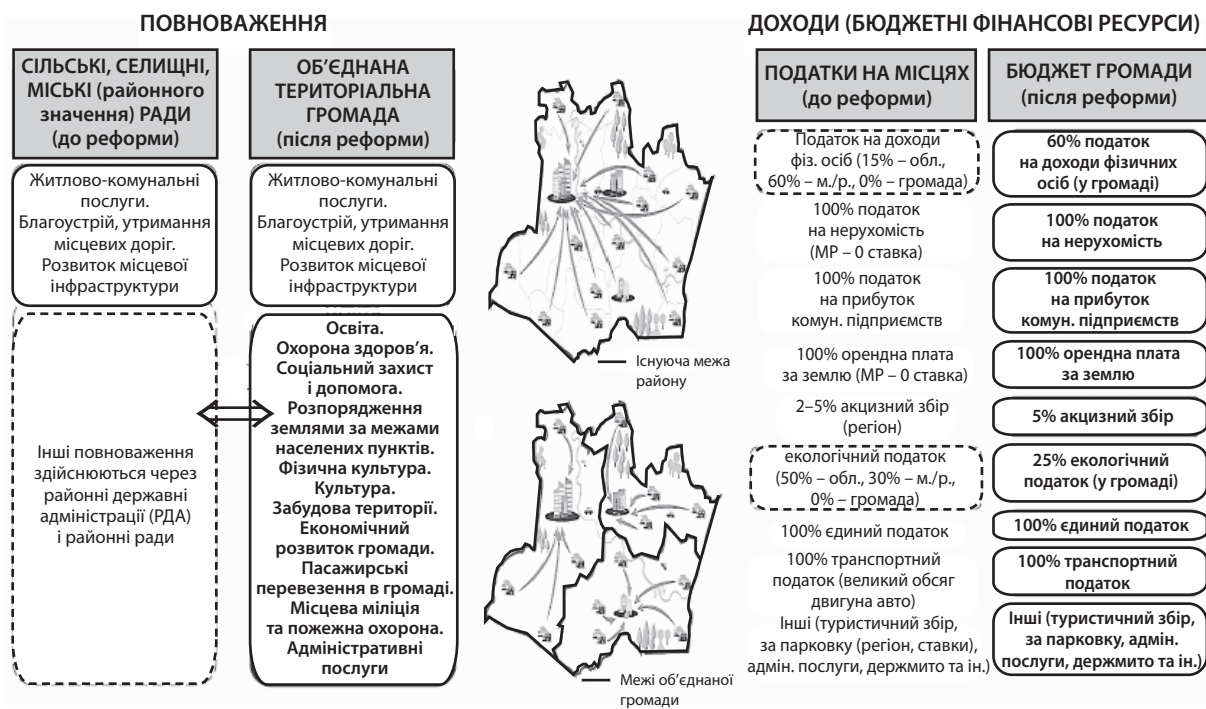 ПОВНОВАЖЕННЯ
СІЛЬСЬКІ, СЕЛИЩНІ,
МІСЬКІ (районного
значення) РАДИ
(до реформи)
Житлово-комунальні
послуги.
Благоустрій, утримання
місцевих доріг.
Розвиток місцевої
інфраструктури
Інші повноваження
здійснюються через
районні державні
адміністрації (РДА)
і районні ради
ОБ’ЄДНАНА
ТЕРИТОРІАЛЬНА
ГРОМАДА
(після реформи)
Житлово-комунальні
послуги.
Благоустрій, утримання
місцевих доріг.
Розвиток місцевої
інфраструктури
Освіта.
Охорона здоров’я.
Соціальний захист
і допомога.
Розпорядження
землями за межами
населених пунктів.
Фізична культура.
Культура.
Забудова території.
Економічний
розвиток громади.
Пасажирські
перевезення в громаді.
Місцева міліція
та пожежна охорона.
Адміністративні
послуги
Існуюча межа
району
Межі об’єднаної
громади
ДОХОДИ (БЮДЖЕТНІ ФІНАНСОВІ РЕСУРСИ)
ПОДАТКИ НА МІСЦЯХ
(до реформи)
Податок на доходи
фіз. осіб (15% – обл.,
60% – м./р., 0% – громада)
100% податок
на нерухомість
(МР – 0 ставка)
100% податок
на прибуток
комун. підприємств
100% орендна плата
за землю (МР – 0 ставка)
2–5% акцизний збір
(регіон)
екологічний податок
(50% – обл., 30% – м./р.,
0% – громада)
100% єдиний податок
100% транспортний
податок (великий обсяг
двигуна авто)
Інші (туристичний збір,
за парковку (регіон, ставки),
адмін. послуги, держмито та ін.)
БЮДЖЕТ ГРОМАДИ
(після реформи)
60% податок
на доходи фізичних
осіб (у громаді)
100% податок
на нерухомість
100% податок
на прибуток
комун. підприємств
100% орендна плата
за землю
5% акцизний збір
25% екологічний
податок (у громаді)
100% єдиний податок
100% транспортний
податок
Інші (туристичний збір,
за парковку, адмін.
послуги, держмито та ін.)